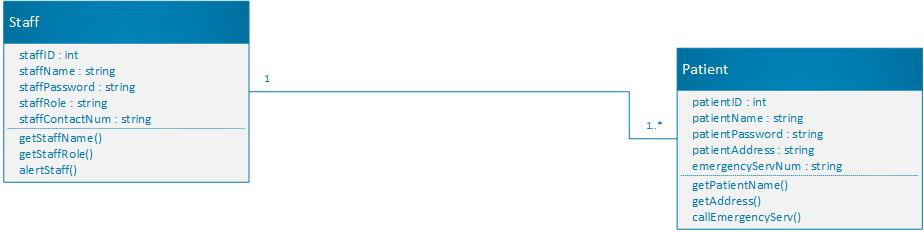 Staff
staffID : int
staffName : string
staffPassword : string
staffRole : string
staffContactNum : string
getStaffName()
getStaffRole()
alertStaff()
1
1..*
Patient
patientID : int
patientName : string
patientPassword : string
patientAddress : string
emergencyServNum : string
getPatientName()
getAddress()
callEmergencyServ()